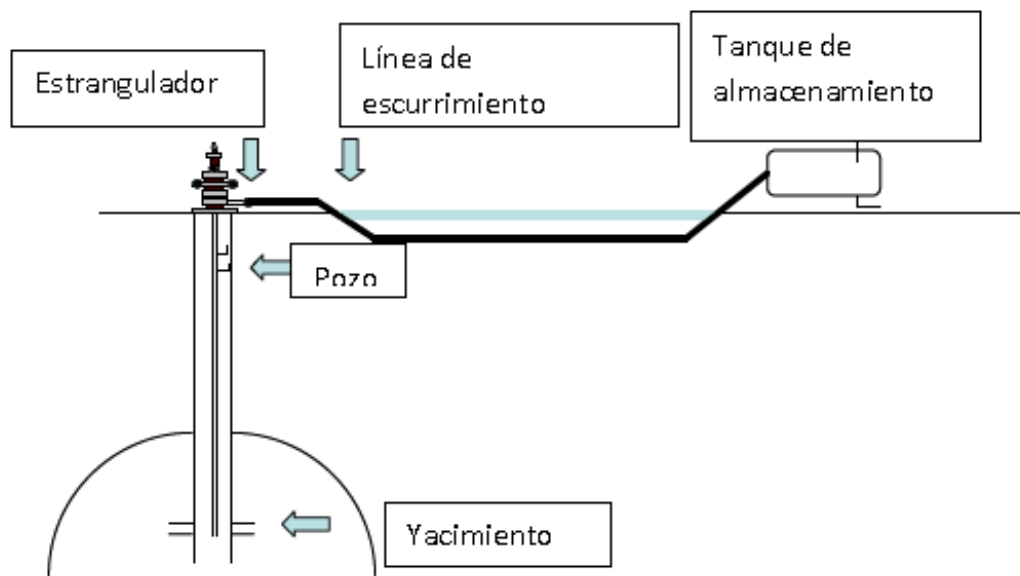 Estrangulador
Línea de
escurrimiento
Tanque de
almacenamiento
Pozo
Yacimiento